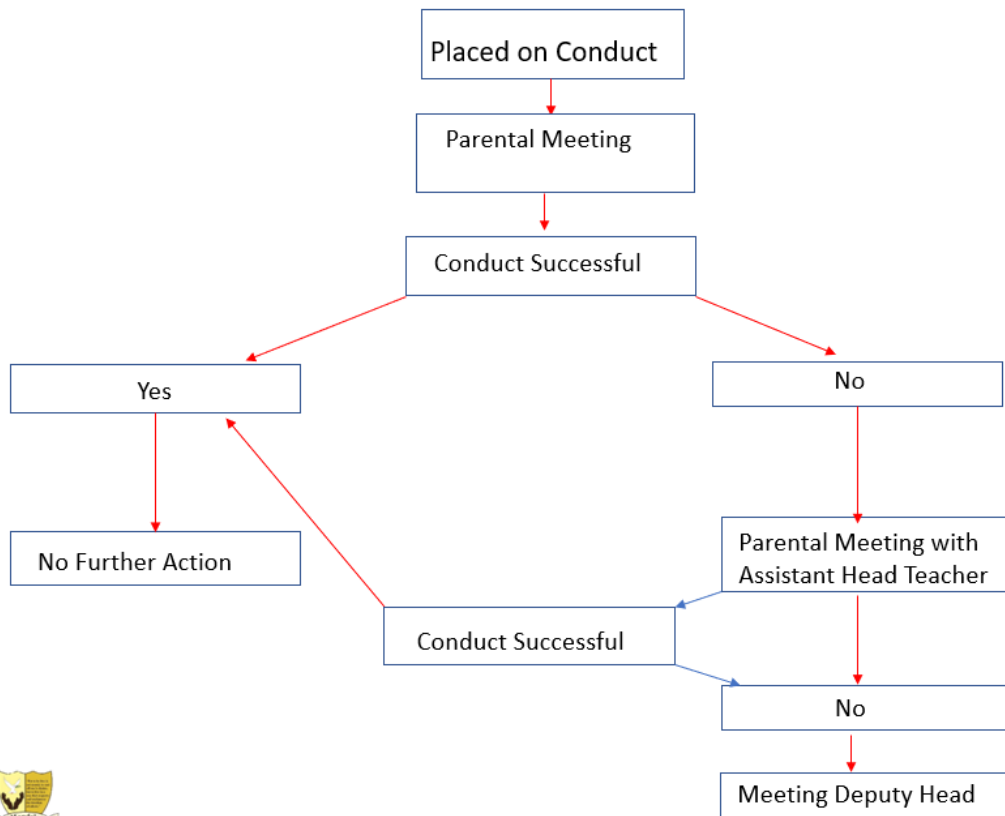 Placed on Conduct
Parental Meeting
Conduct Successful
Yes
No
No Further Action
Parental Meeting with
Assistant Head Teacher
Conduct Successful
No
Meeting Deputy Head